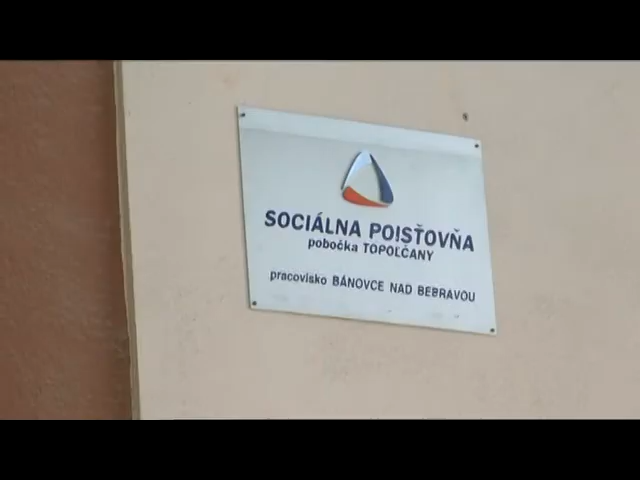 SOCIÁLNA POISŤOVŇA
pobočka TOPOĽČANY
pracovisko BÁNOVCE NAD BEBRAVOU